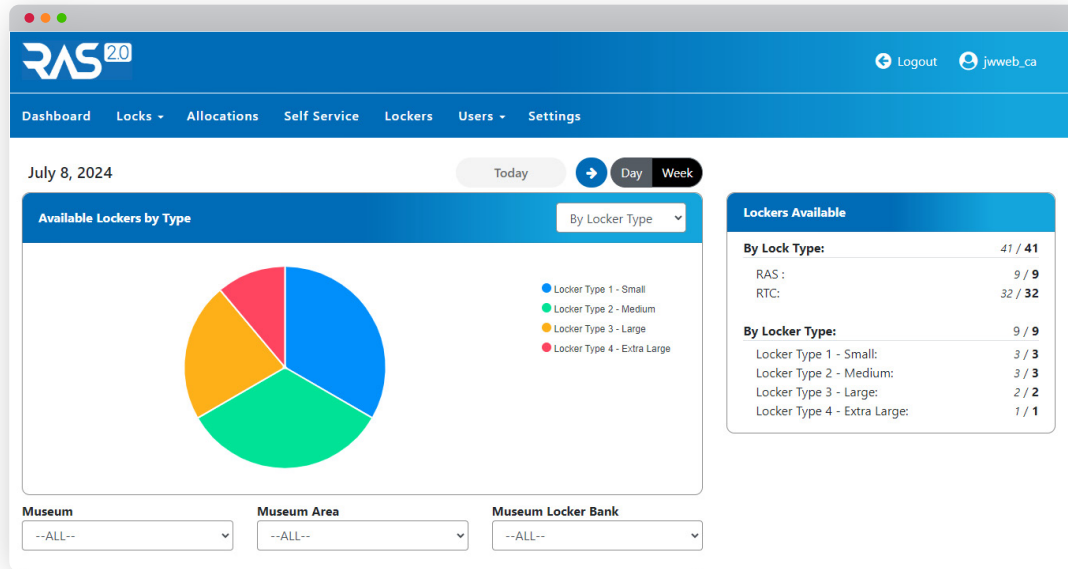 RAS 2.0
Logout jwweb_ca
Dashboard Locks Allocations Self Service Lockers Users Settings
July 8, 2024
Today Day Week
Available Lockers by Type By Locker Type
Locker Type 1 - Small
Locker Type 2 - Medium
Locker Type 3 - Large
Locker Type 4 - Extra Large
Lockers Available
By Lock Type: 41 / 41
RAS : 9 / 9
RTC: 32 / 32
By Locker Type: 9 / 9
Locker Type 1 - Small: 3 / 3
Locker Type 2 - Medium: 3 / 3
Locker Type 3 - Large: 2 / 2
Locker Type 4 - Extra Large: 1 / 1
Museum Museum Area Museum Locker Bank
--ALL-- --ALL-- --ALL--